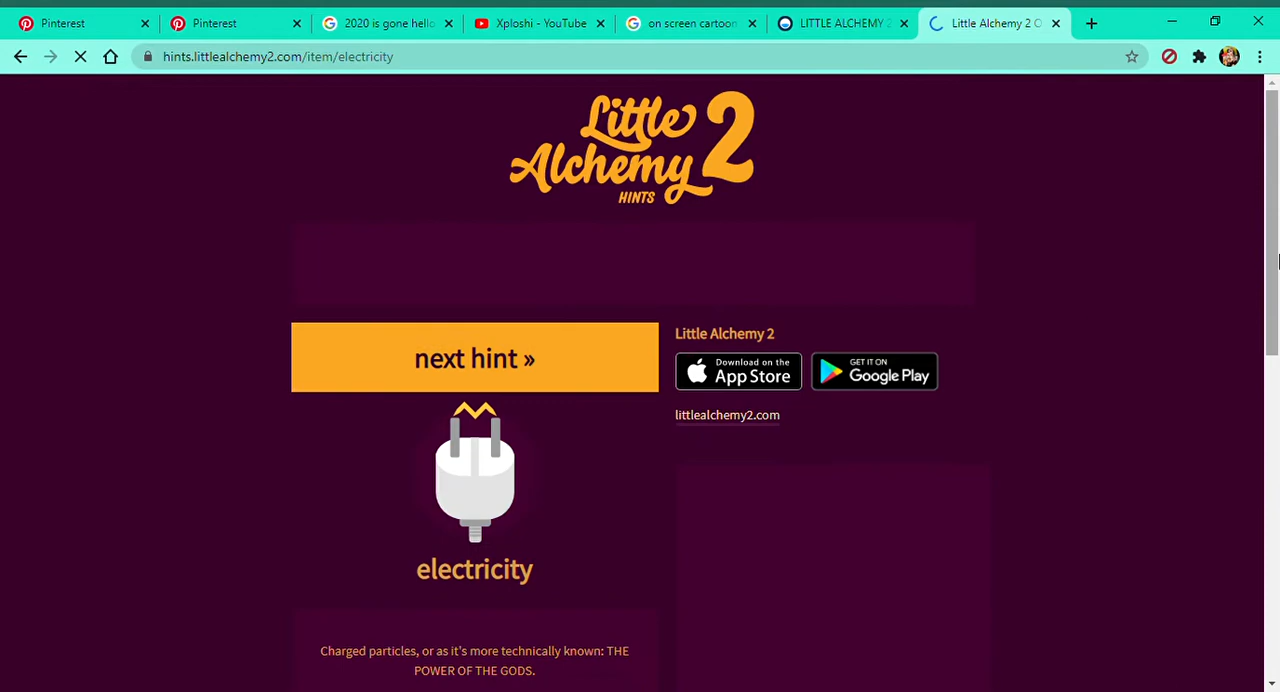 Pinterest
Pinterest
2020 is gone hello
Xploshi - YouTube
on screen cartoon
LITTLE ALCHEMY 2
Little Alchemy 2 O
hints.littlealchemy2.com/item/electricity
Little
Alchemy 2
HINTS
next hint »
Little Alchemy 2
Download on the
App Store
GET IT ON
Google Play
littlealchemy2.com
electricity
Charged particles, or as it's more technically known: THE
POWER OF THE GODS.